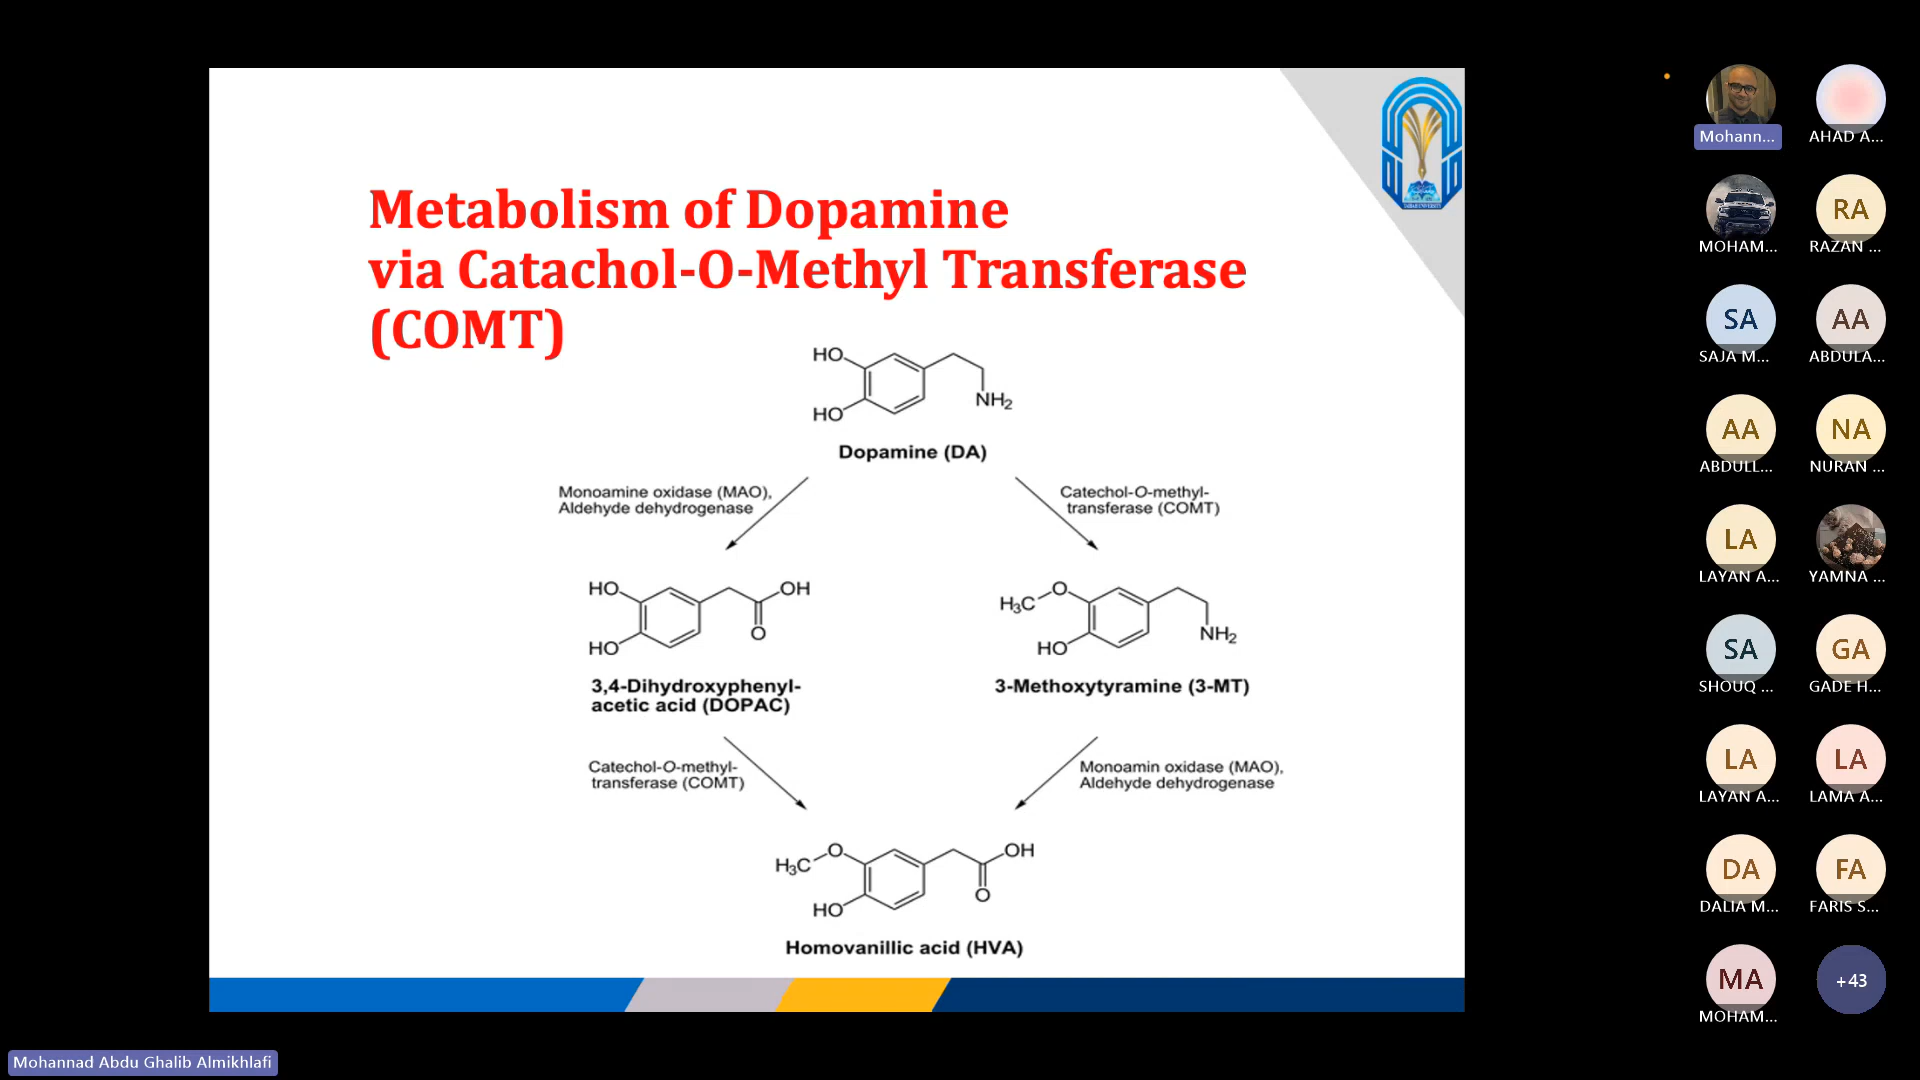 Metabolism of Dopamine
via Catachol-O-Methyl Transferase
(COMT)
HO
HO
NH₂
Dopamine (DA)
Monoamine oxidase (MAO),
Aldehyde dehydrogenase
Catechol-O-methyl-
transferase (COMT)
HO
HO
OH
O
3,4-Dihydroxyphenyl-
acetic acid (DOPAC)
H₃C
O
HO
NH₂
3-Methoxytyramine (3-MT)
Catechol-O-methyl-
transferase (COMT)
Monoamin oxidase (MAO),
Aldehyde dehydrogenase
H₃C
O
HO
OH
O
Homovanillic acid (HVA)
TAIBAH UNIVERSITY
Mohann...
AHAD A...
MOHAM...
RA
RAZAN ...
SA
SAJA M...
AA
ABDULA...
AA
ABDULL...
NA
NURAN ...
LA
LAYAN A...
YAMNA ...
SA
SHOUQ ...
GA
GADE H...
LA
LAYAN A...
LA
LAMA A...
DA
DALIA M...
FA
FARIS S...
MA
MOHAM...
+43
Mohannad Abdu Ghalib Almikhlafi